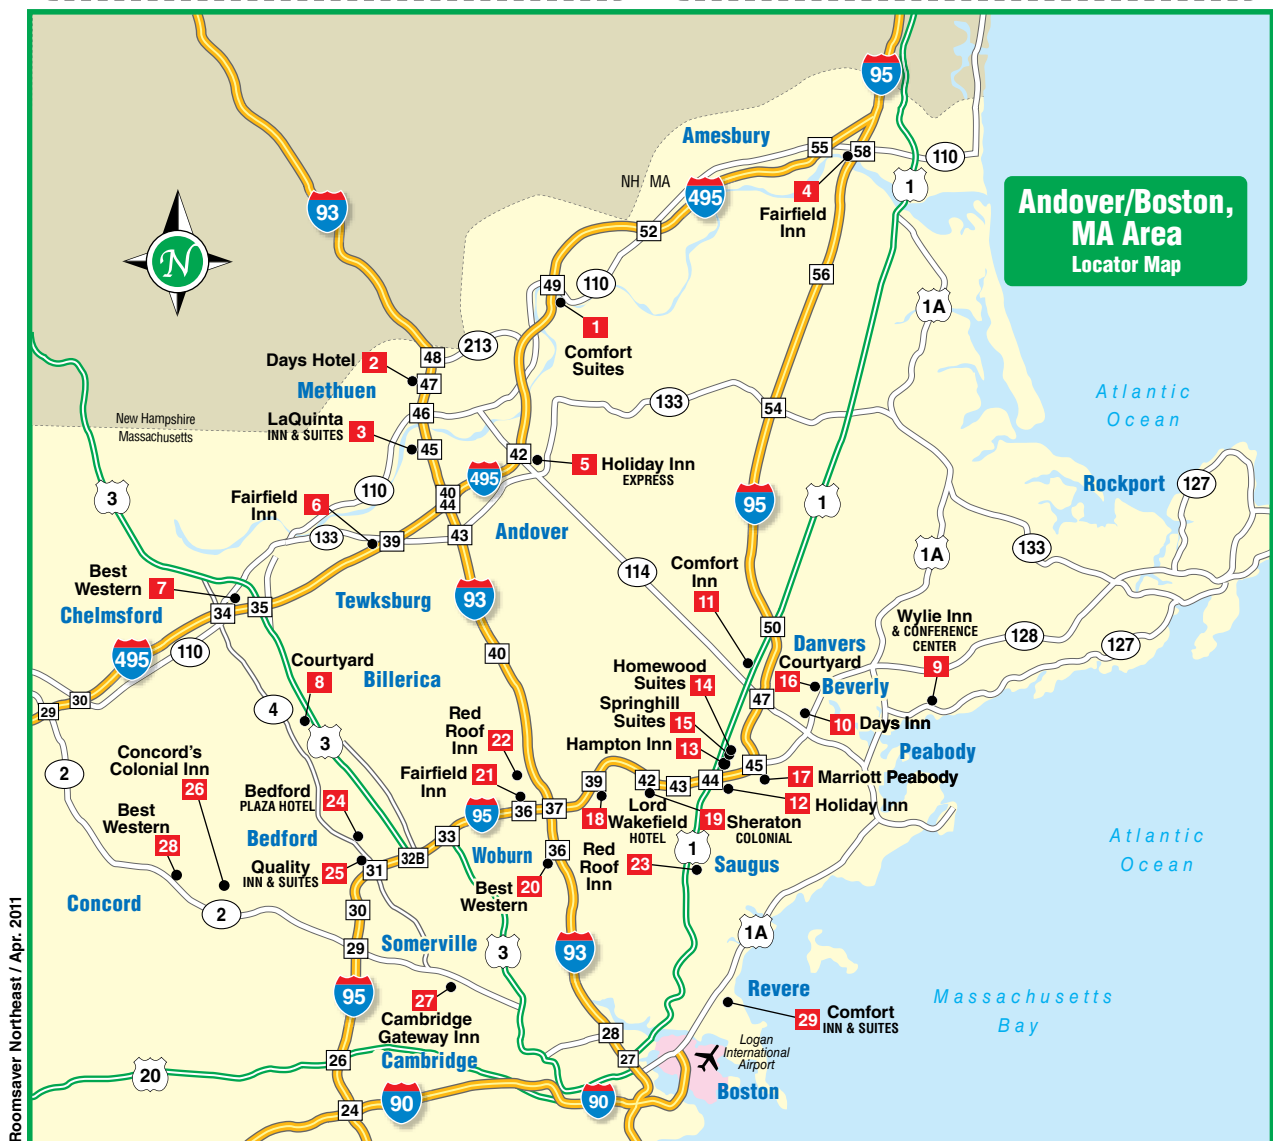 95
Amesbury
55
58
110
NH MA
495
4
Fairfield
Inn
1
93
Andover/Boston,
MA Area
Locator Map
N
52
56
49
110
1A
1
Comfort
Suites
213
48
Days Hotel 2
47
Methuen
133
54
Atlantic
Ocean
46
New Hampshire
Massachusetts
LaQuinta
INN & SUITES
3
45
42
5
Holiday Inn
EXPRESS
495
Rockport
127
110
40
44
3
Fairfield
Inn
6
95
1
133
39
43
Andover
1A
133
114
Comfort
Inn
11
Best
Western
7
Chelmsford
34
35
Tewksburg
93
Wylie Inn
& CONFERENCE
CENTER
9
50
Danvers
128
127
495
110
40
Courtyard
8
Billerica
Homewood
Suites
14
Courtyard
16
Beverly
30
29
4
Springhill
Suites
15
47
10
Days Inn
3
Red
Roof
Inn
22
Hampton Inn
13
Peabody
2
Concord's
Colonial Inn
26
Fairfield
Inn
21
39
42
43
44
45
17
Marriott Peabody
Bedford
PLAZA HOTEL
24
95
36
37
18
Lord
Wakefield
HOTEL
12
Holiday Inn
19
Sheraton
COLONIAL
Best
Western
28
Bedford
33
32B
Woburn
36
Red
Roof
Inn
23
1
Saugus
Atlantic
Ocean
Quality
INN & SUITES
25
31
Best
Western
20
Concord
2
30
29
Somerville
3
93
1A
95
27
Cambridge
Gateway Inn
Revere
29
Comfort
INN & SUITES
Massachusetts
Bay
28
Logan
International
Airport
20
26
Cambridge
27
Boston
24
90
90
Roomsaver Northeast / Apr. 2011